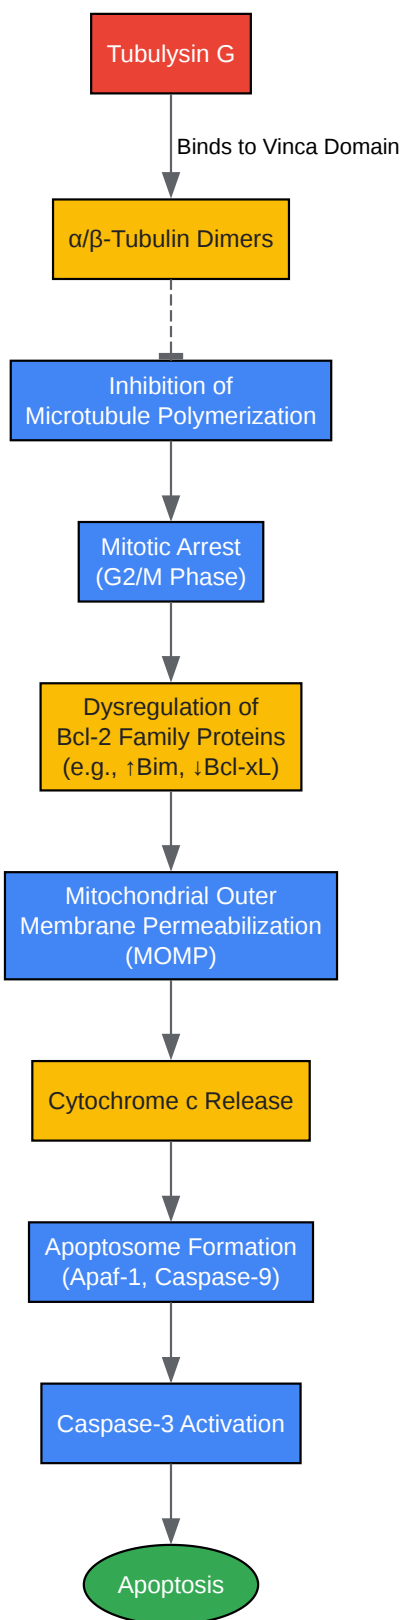 Tubulysin G
Binds to Vinca Domain
α/β-Tubulin Dimers
Inhibition of
Microtubule Polymerization
Mitotic Arrest
(G2/M Phase)
Dysregulation of
Bcl-2 Family Proteins
(e.g., ↑Bim, ↓Bcl-xL)
Mitochondrial Outer
Membrane Permeabilization
(MOMP)
Cytochrome c Release
Apoptosome Formation
(Apaf-1, Caspase-9)
Caspase-3 Activation
Apoptosis